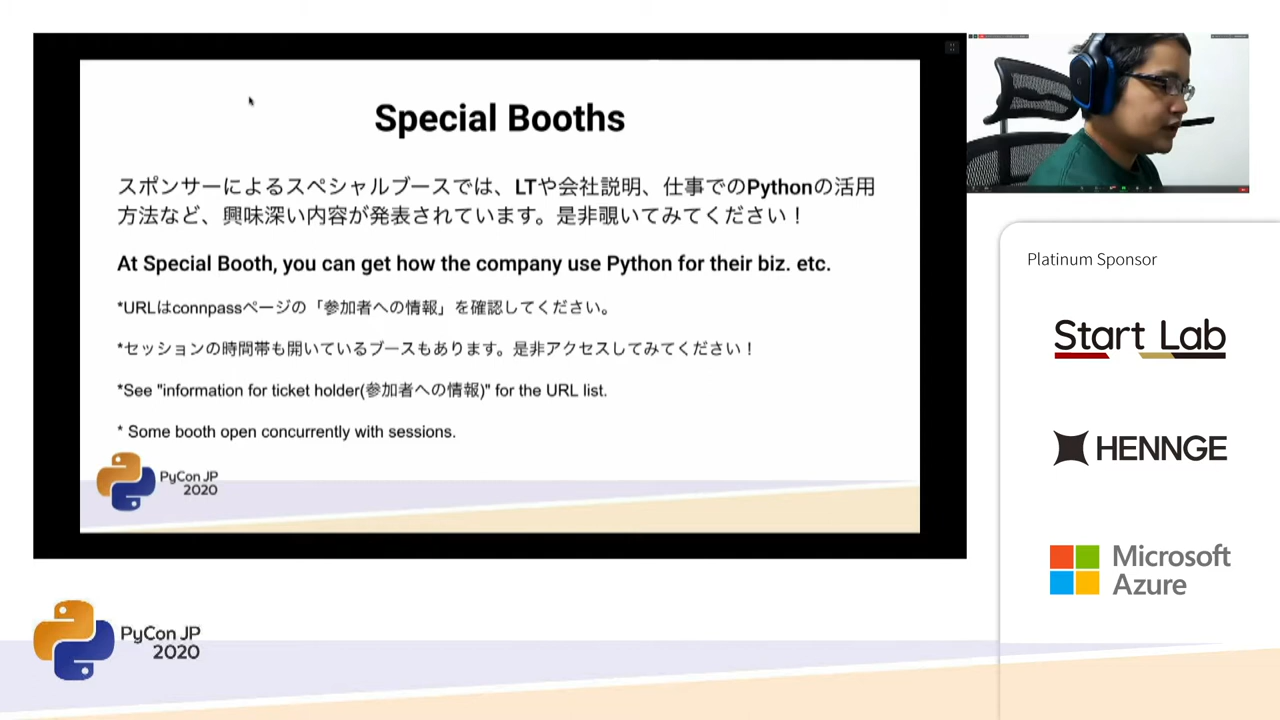 Special Booths
スポンサーによるスペシャルブースでは、LTや会社説明、仕事でのPythonの活用
方法など、興味深い内容が発表されています。是非覗いてみてください！
At Special Booth, you can get how the company use Python for their biz. etc.
*URLはconnpassページの「参加者への情報」を確認してください。
*セッションの時間帯も開いているブースもあります。是非アクセスしてみてください！
*See "information for ticket holder(参加者への情報)" for the URL list.
* Some booth open concurrently with sessions.
PyCon JP
2020
Platinum Sponsor
Start Lab
HENNGE
Microsoft
Azure
PyCon JP
2020